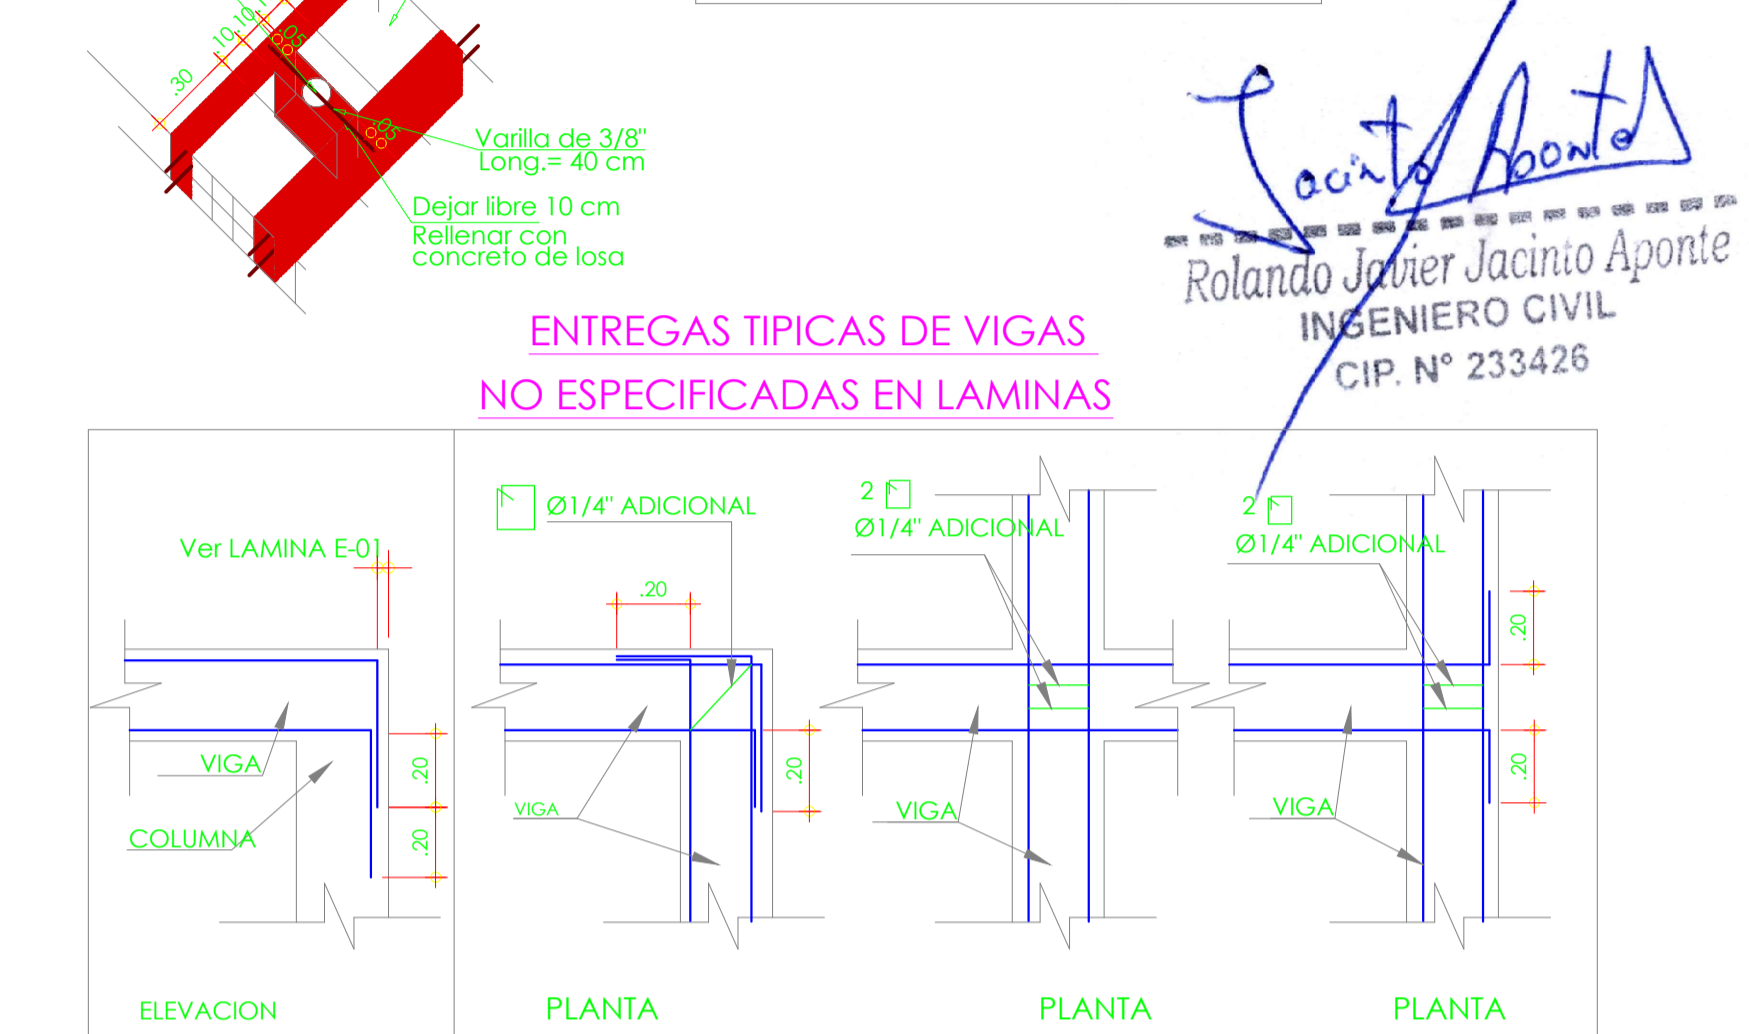 .10
.10
.05
.30
.05
Varilla de 3/8"
Long.= 40 cm
Dejar libre 10 cm
Rellenar con
concreto de losa
Jacinto Aponte
Rolando Javier Jacinto Aponte
INGENIERO CIVIL
CIP. N° 233426
ENTREGAS TIPICAS DE VIGAS
NO ESPECIFICADAS EN LAMINAS
Ver LAMINA E-01
VIGA
COLUMNA
.20
.20
ELEVACION
Ø1/4" ADICIONAL
.20
.20
VIGA
PLANTA
2
Ø1/4" ADICIONAL
VIGA
PLANTA
2
Ø1/4" ADICIONAL
.20
.20
VIGA
PLANTA